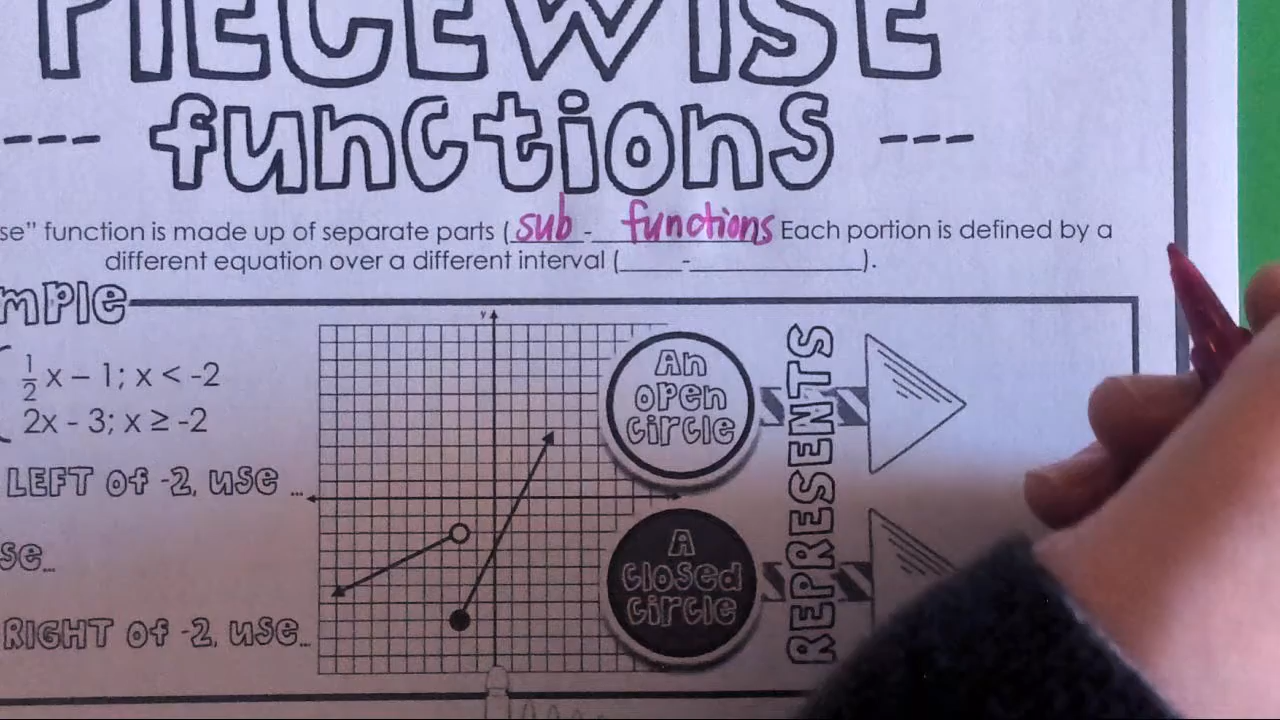 PIECEWISE
--- functions ---
se” function is made up of separate parts (sub - functions Each portion is defined by a
different equation over a different interval (____-____________).
mple
1/2 x – 1; x < -2
2x - 3; x ≥ -2
LEFT of -2, use ...
se...
RIGHT of -2, use...
y
An
open
circle
A
closed
circle
REPRESENTS